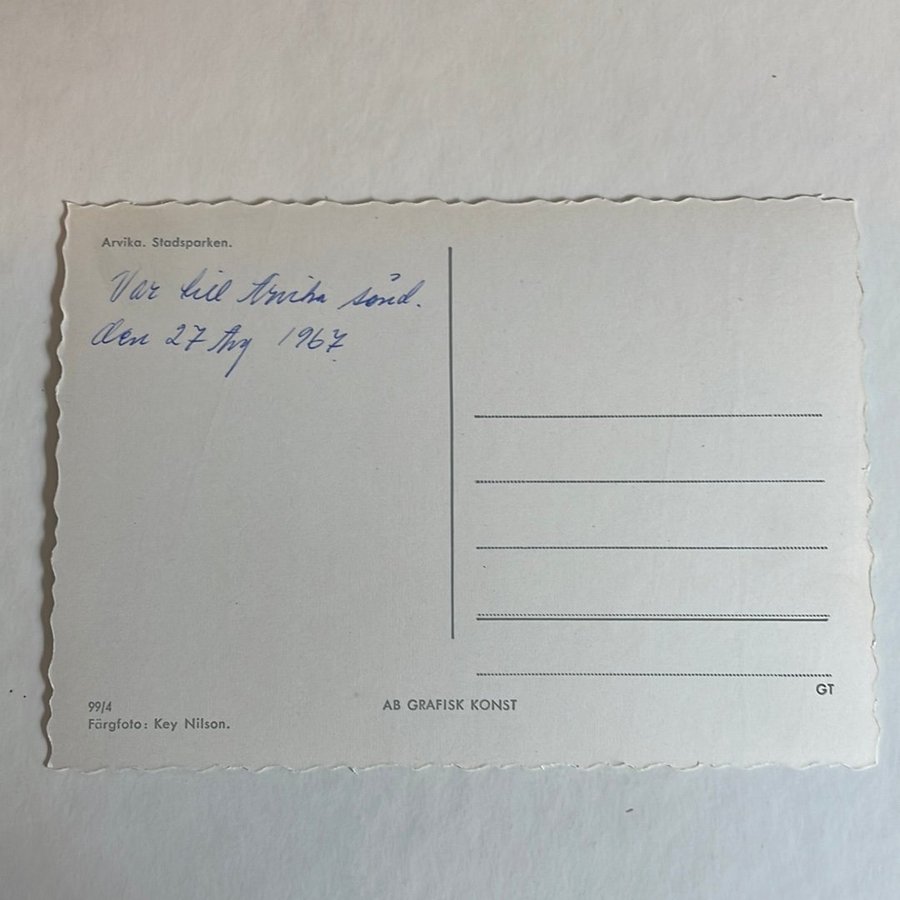 Arvika. Stadsparken.
Var till Arvika sönd.
den 27 Aug 1967
99/4
Färgfoto: Key Nilson.
AB GRAFISK KONST
GT